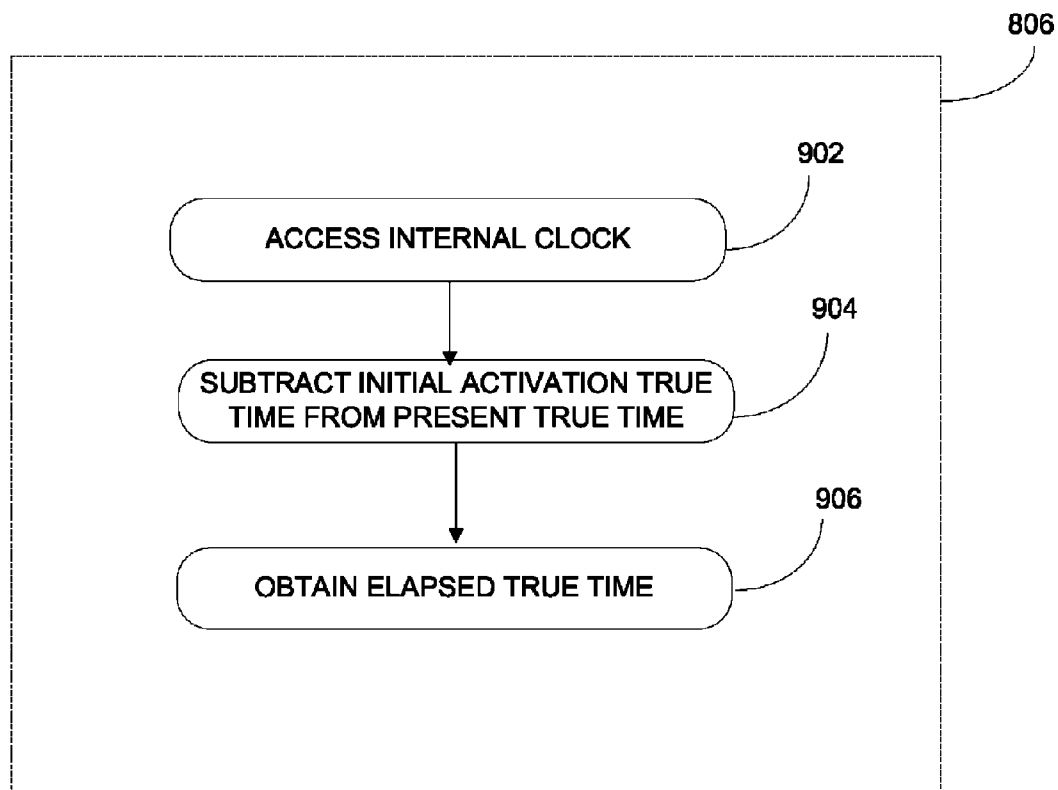 806
902
ACCESS INTERNAL CLOCK
904
SUBTRACT INITIAL ACTIVATION TRUE
TIME FROM PRESENT TRUE TIME
906
OBTAIN ELAPSED TRUE TIME